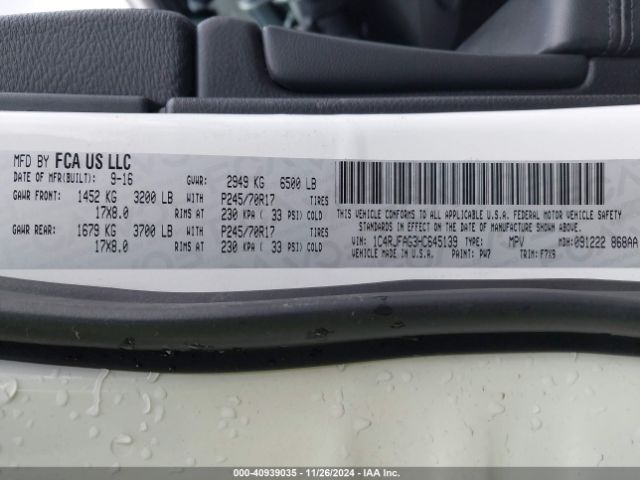 MFD BY FCA US LLC
DATE OF MFR(BUILT): 9-16 GVWR: 2949 KG 6500 LB
GAWR FRONT: 1452 KG 3200 LB WITH P245/70R17 TIRES
17X8.0 RIMS AT 230 KPA ( 33 PSI) COLD
GAWR REAR: 1679 KG 3700 LB WITH P245/70R17 TIRES
17X8.0 RIMS AT 230 KPA ( 33 PSI) COLD
THIS VEHICLE CONFORMS TO ALL APPLICABLE U.S.A. FEDERAL MOTOR VEHICLE SAFETY
STANDARDS IN EFFECT ON THE DATE OF MANUFACTURE SHOWN ABOVE.
VIN: 1C4RJFAG3HC645139 TYPE: MPV MDH: 091222 868AA
VEHICLE MADE IN U.S.A. PAINT: PW7 TRIM: F7X9
000-40939035 - 11/26/2024 - IAA Inc.